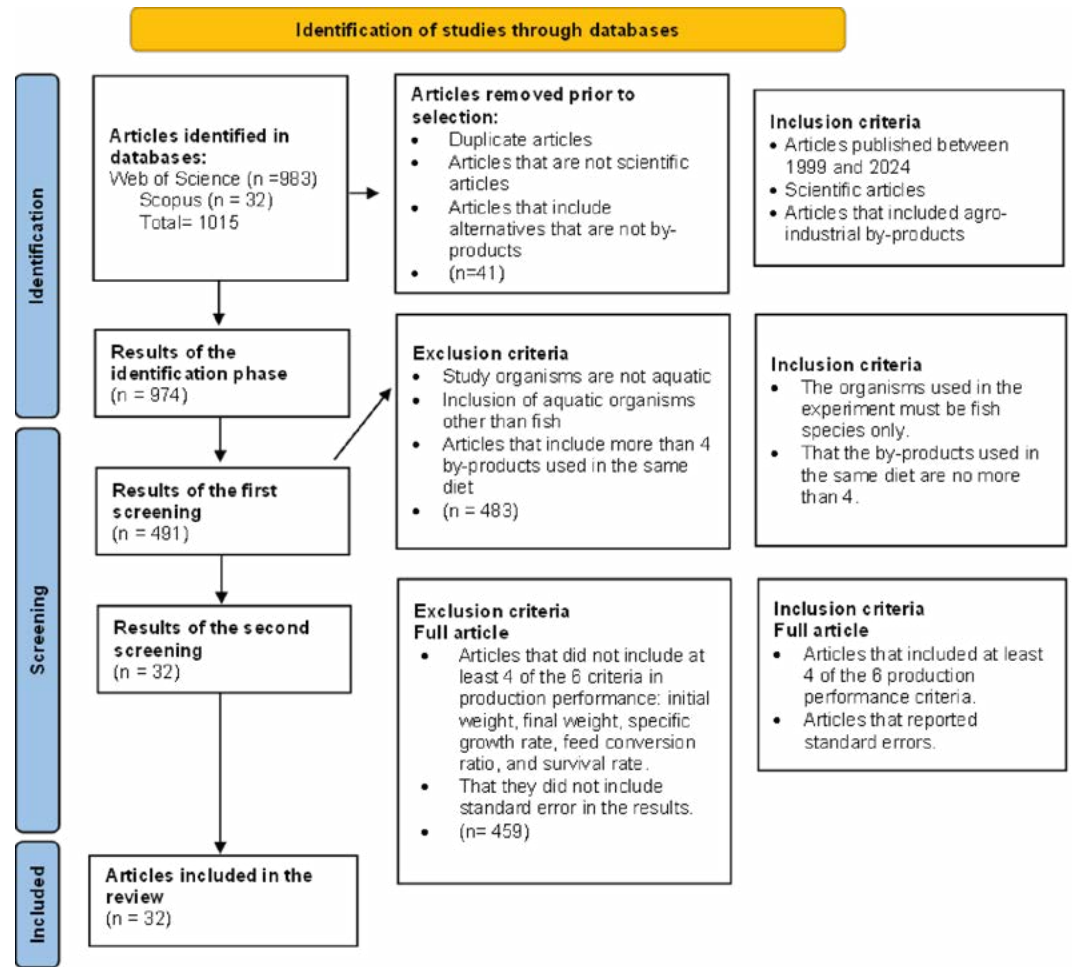 Identification of studies through databases
Identification
Articles identified in
databases:
Web of Science (n =983)
Scopus (n = 32)
Total= 1015
Articles removed prior to
selection:
• Duplicate articles
• Articles that are not scientific
articles
• Articles that include
alternatives that are not by-
products
• (n=41)
Inclusion criteria
• Articles published between
1999 and 2024
• Scientific articles
• Articles that included agro-
industrial by-products
Results of the
identification phase
(n = 974)
Screening
Results of the first
screening
(n = 491)
Exclusion criteria
• Study organisms are not aquatic
• Inclusion of aquatic organisms
other than fish
• Articles that include more than 4
by-products used in the same
diet
• (n = 483)
Inclusion criteria
• The organisms used in the
experiment must be fish
species only.
• That the by-products used in
the same diet are no more
than 4.
Results of the second
screening
(n = 32)
Exclusion criteria
Full article
• Articles that did not include at
least 4 of the 6 criteria in
production performance: initial
weight, final weight, specific
growth rate, feed conversion
ratio, and survival rate.
• That they did not include
standard error in the results.
• (n= 459)
Inclusion criteria
Full article
• Articles that included at least
4 of the 6 production
performance criteria.
• Articles that reported
standard errors.
Included
Articles included in the
review
(n = 32)